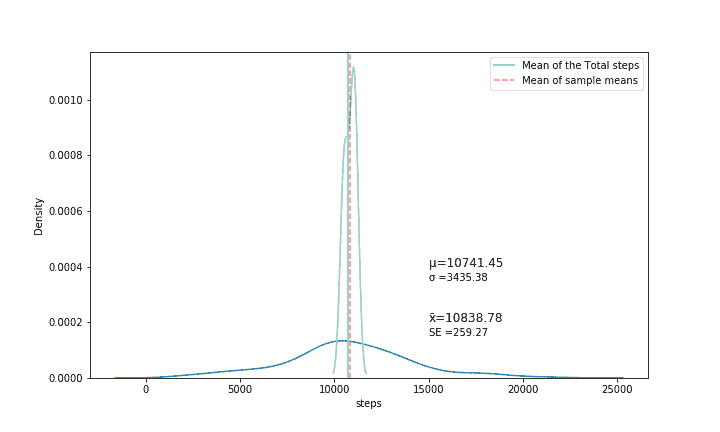 Mean of the Total steps
Mean of sample means
0.0010
0.0008
0.0006
0.0004
0.0002
0.0000
Density
μ=10741.45
σ =3435.38
x̄=10838.78
SE =259.27
0 5000 10000 15000 20000 25000
steps